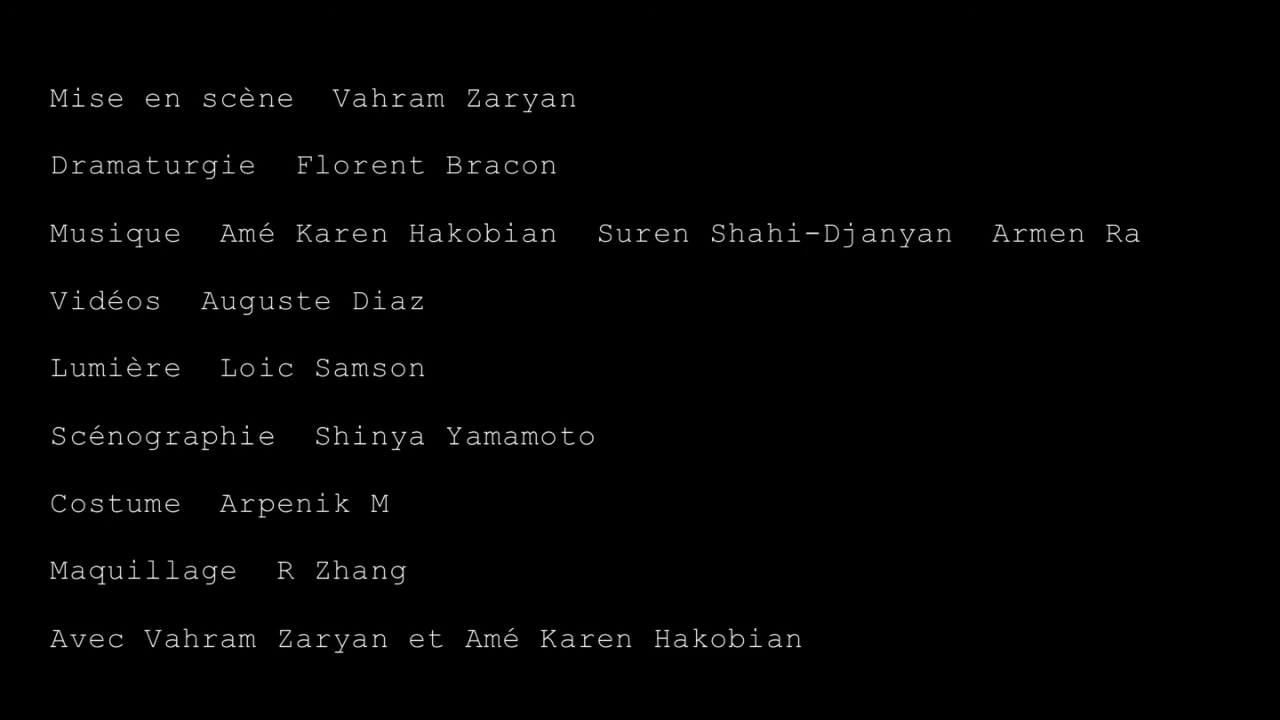 Mise en scène  Vahram Zaryan
Dramaturgie  Florent Bracon
Musique  Amé Karen Hakobian  Suren Shahi-Djanyan  Armen Ra
Vidéos  Auguste Diaz
Lumière  Loic Samson
Scénographie  Shinya Yamamoto
Costume  Arpenik M
Maquillage  R Zhang
Avec Vahram Zaryan et Amé Karen Hakobian